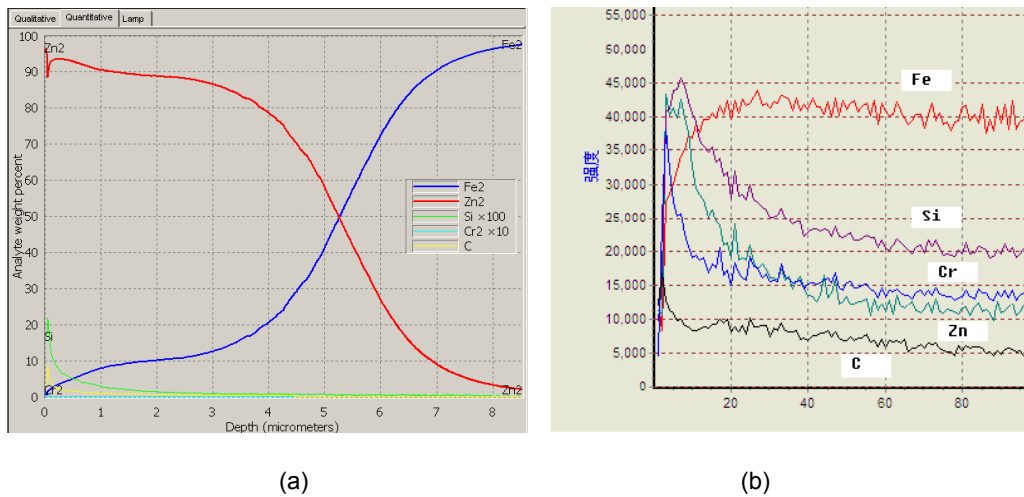 Qualitative Quantitative Lamp
100
90
80
70
60
50
40
30
20
10
0
Analyte weight percent
Zn2
Fe2
Si
Cr2
Zn2
Fe2
Zn2
Si ×100
Cr2 ×10
C
0 1 2 3 4 5 6 7 8
Depth (micrometers)
(a)
55,000
50,000
45,000
40,000
35,000
30,000
25,000
20,000
15,000
10,000
5,000
0
强度
Fe
Si
Cr
Zn
C
20 40 60 80
(b)